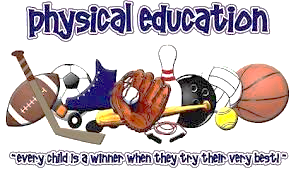 physical education
"every child is a winner when they try their very best!"